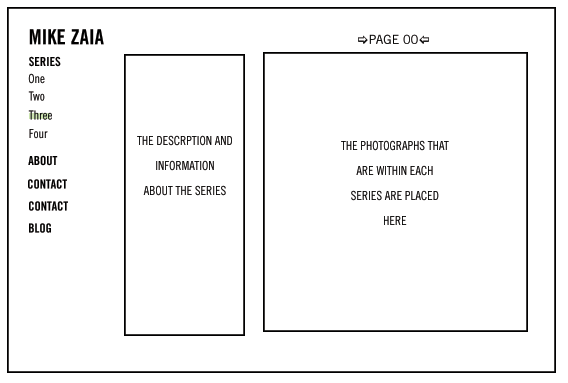 MIKE ZAIA
SERIES
One
Two
Three
Four
ABOUT
CONTACT
CONTACT
BLOG
THE DESCRPTION AND
INFORMATION
ABOUT THE SERIES
⇨PAGE 00⇦
THE PHOTOGRAPHS THAT
ARE WITHIN EACH
SERIES ARE PLACED
HERE